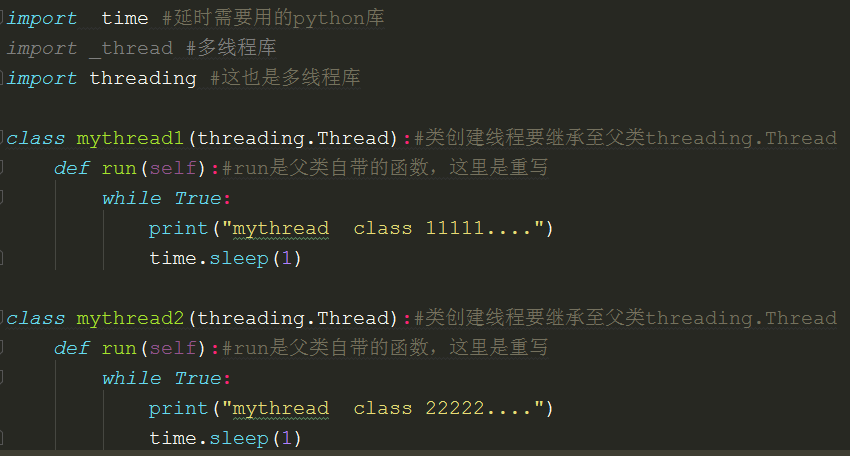 import  time #延时需要用的python库
import _thread #多线程库
import threading #这也是多线程库
class mythread1(threading.Thread):#类创建线程要继承至父类threading.Thread
    def run(self):#run是父类自带的函数，这里是重写
        while True:
            print("mythread  class 11111....")
            time.sleep(1)
class mythread2(threading.Thread):#类创建线程要继承至父类threading.Thread
    def run(self):#run是父类自带的函数，这里是重写
        while True:
            print("mythread  class 22222....")
            time.sleep(1)